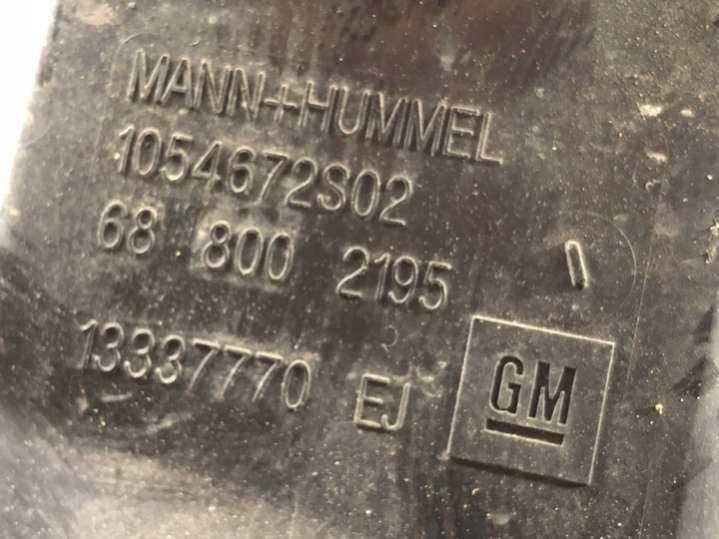 MANN+HUMMEL
1054672S02
68 800 2195
13337770 EJ
GM